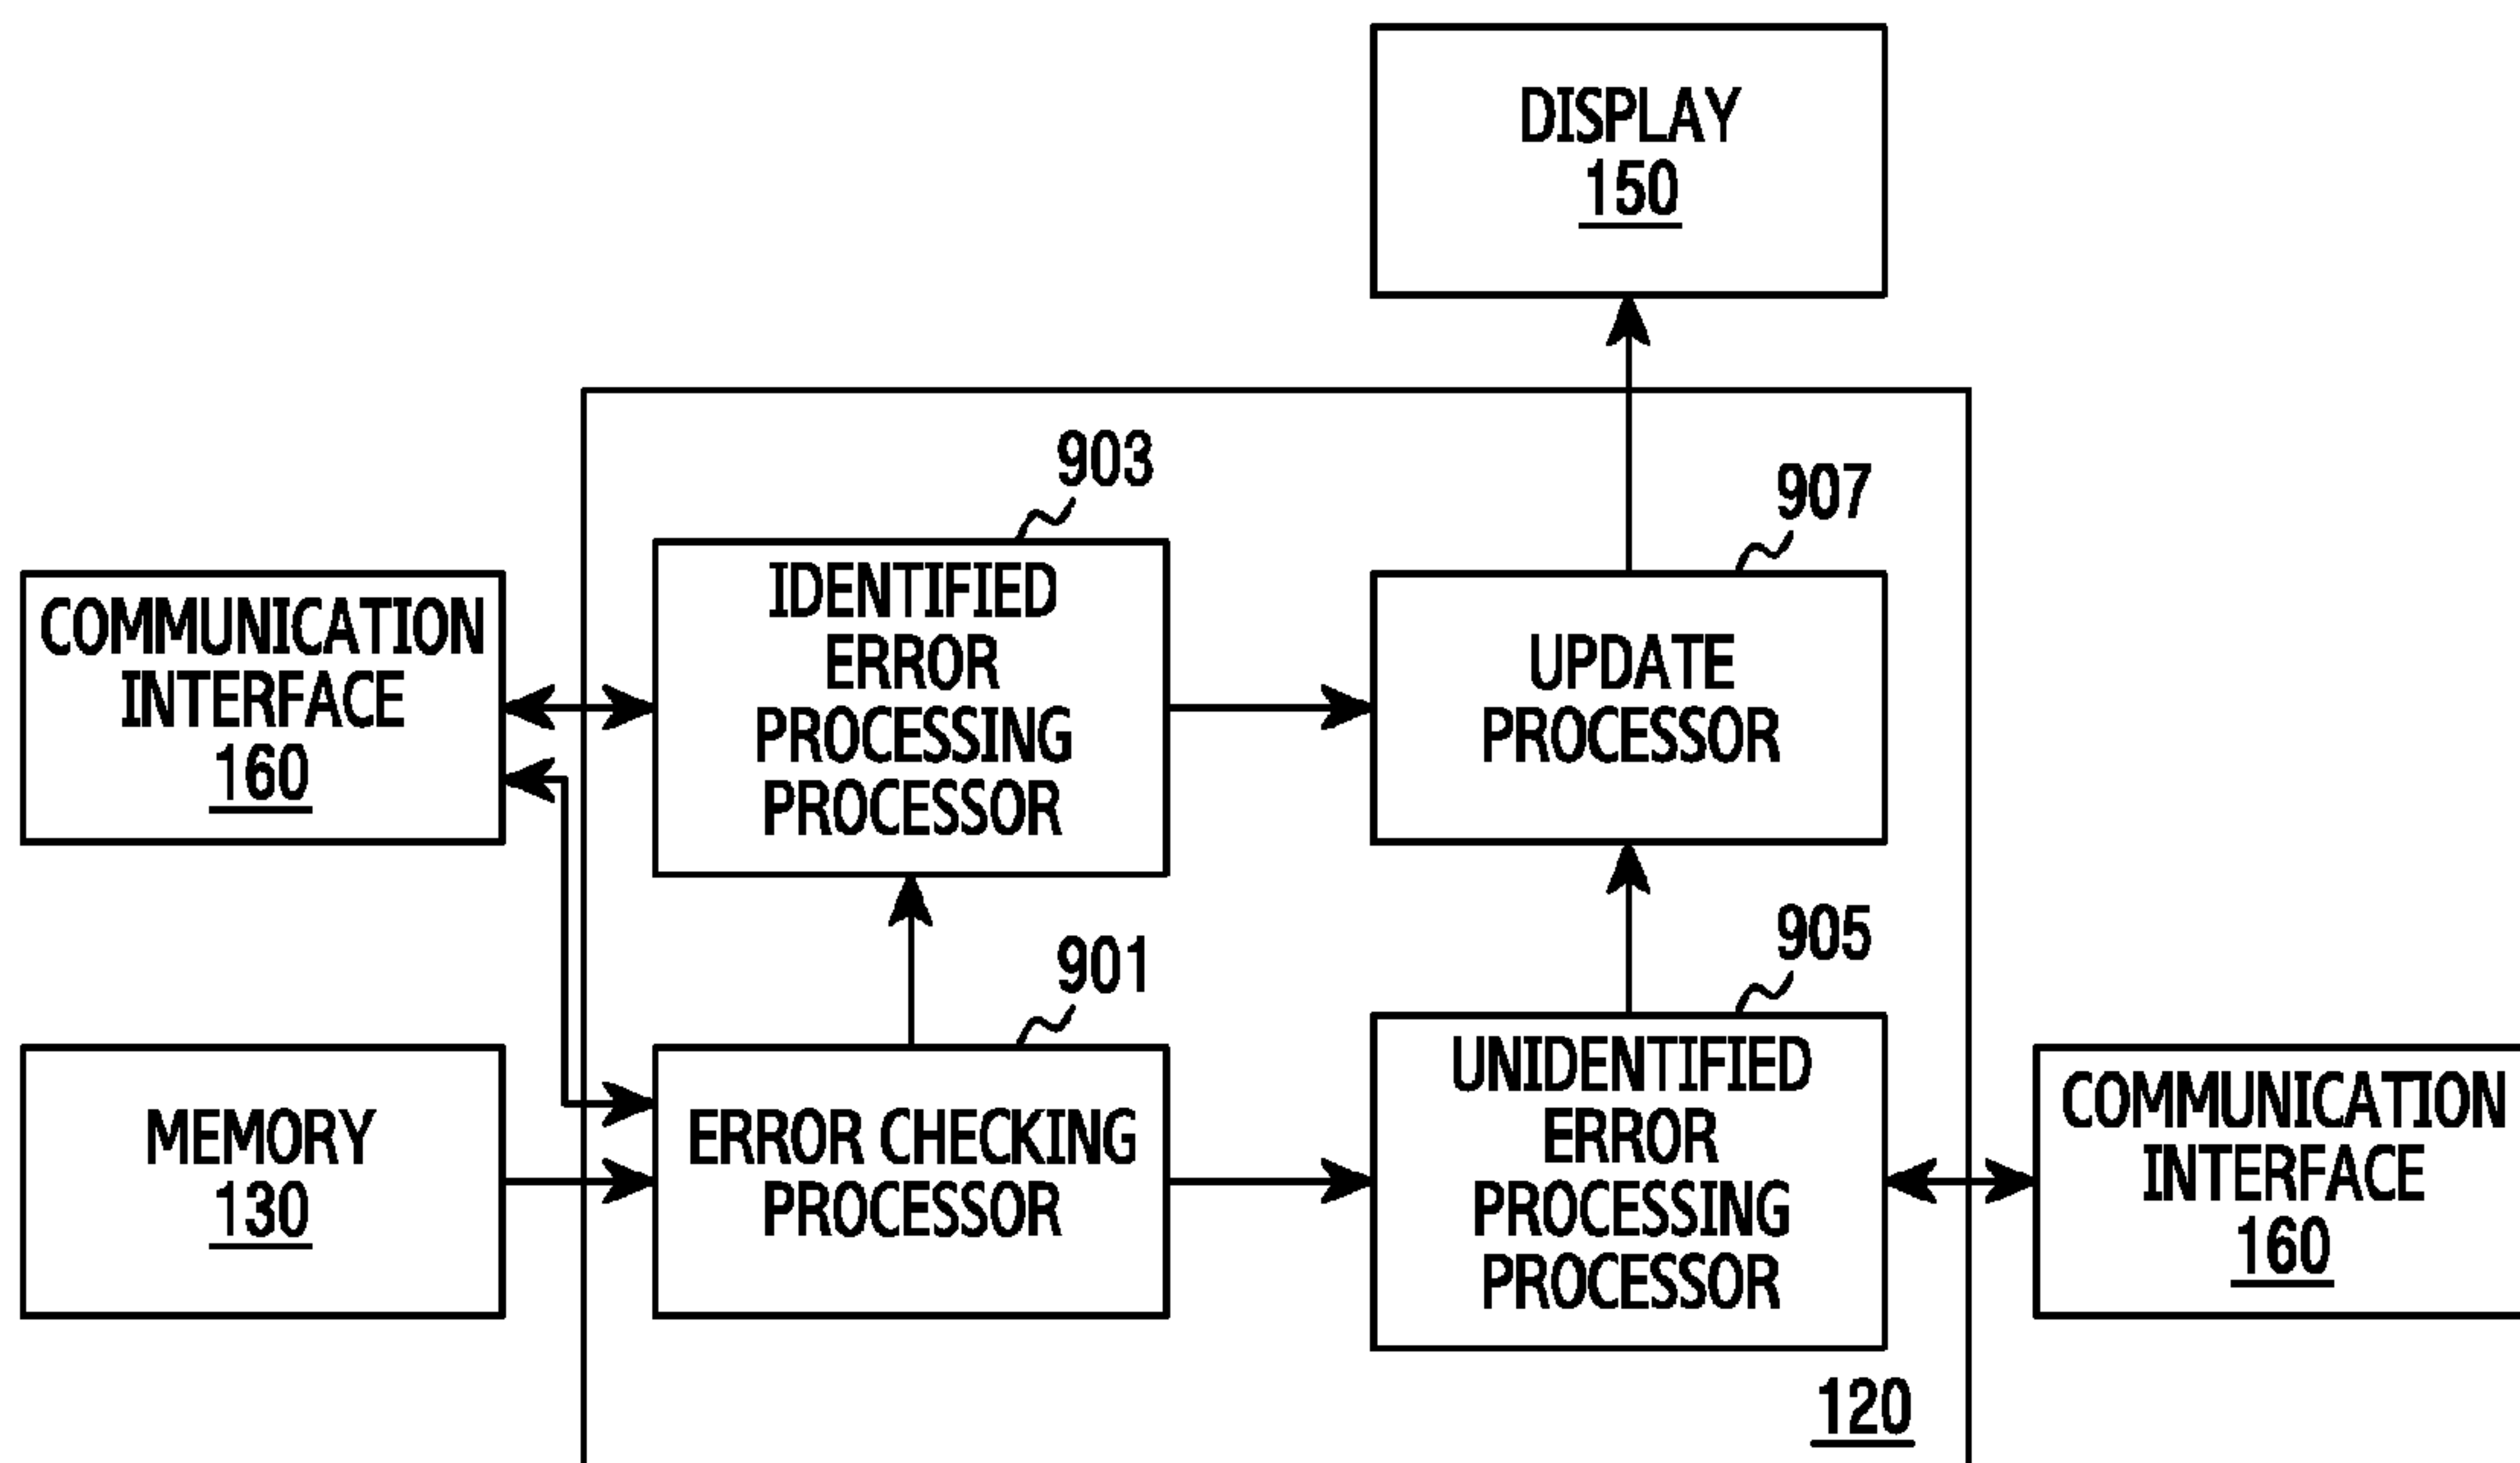 DISPLAY
150
903
907
COMMUNICATION
INTERFACE
160
IDENTIFIED
ERROR
PROCESSING
PROCESSOR
UPDATE
PROCESSOR
901
905
MEMORY
130
ERROR CHECKING
PROCESSOR
UNIDENTIFIED
ERROR
PROCESSING
PROCESSOR
COMMUNICATION
INTERFACE
160
120